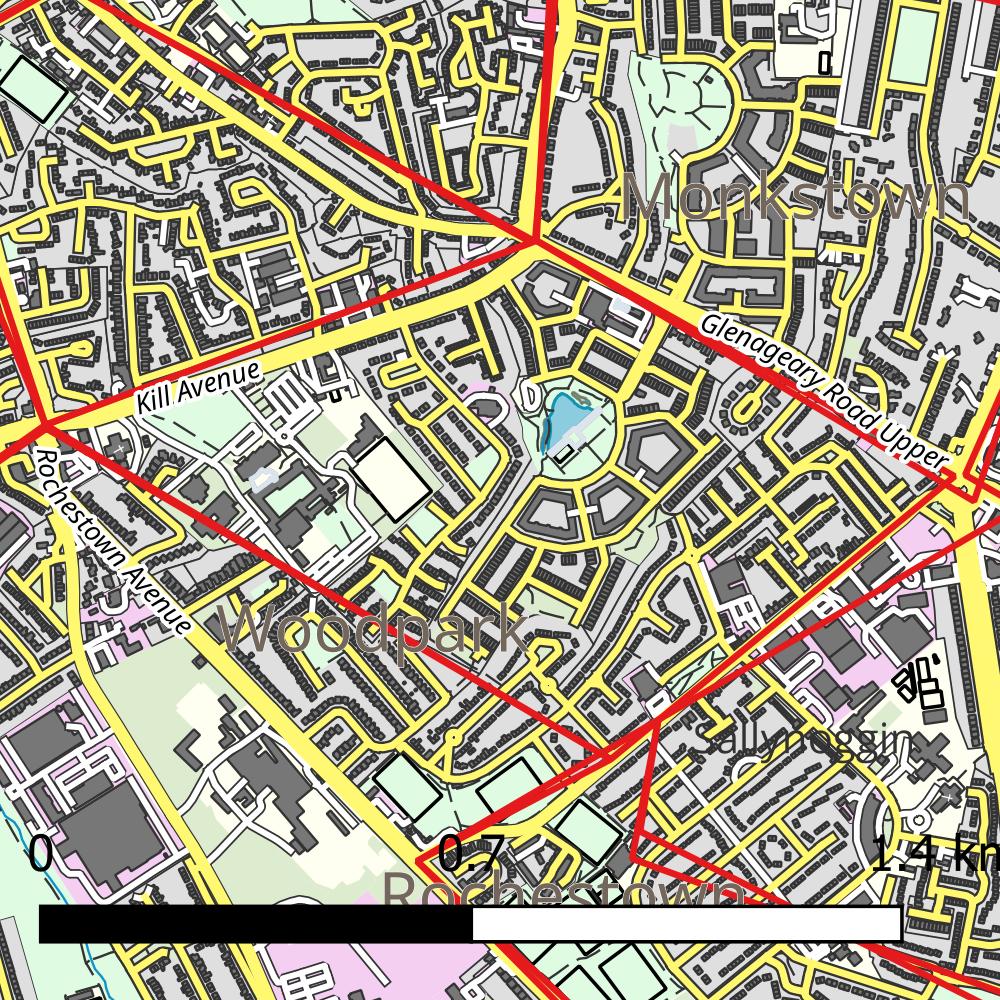 Monkstown
Glenageary Road Upper
Kill Avenue
Rochestown Avenue
Woodpark
Sallynoggin
0
0.7
1.4 km
Rochestown